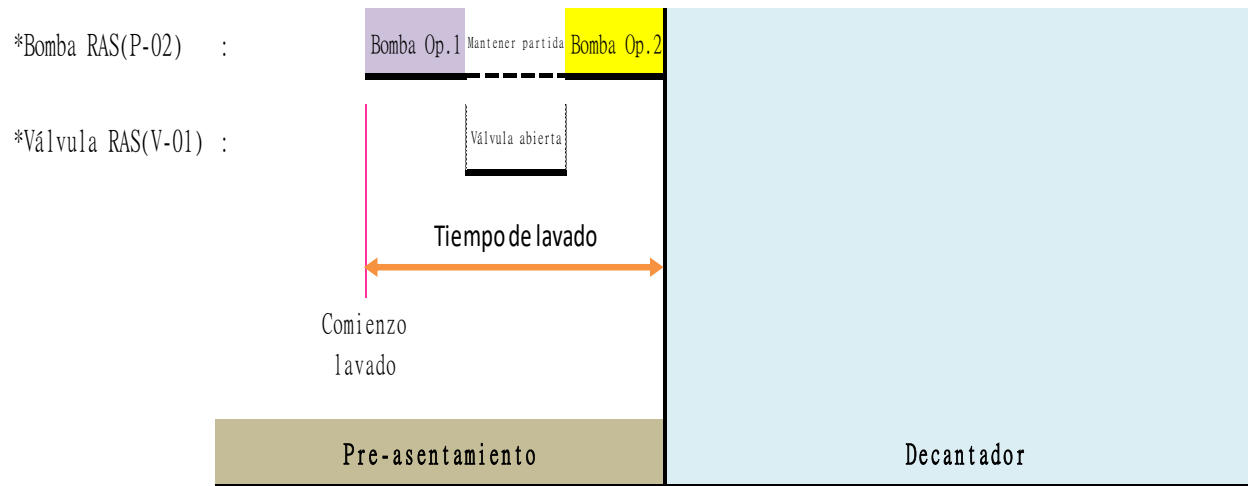 *Bomba RAS(P-02) : Bomba Op.1 Mantener partida Bomba Op.2
*Válvula RAS(V-01) : Válvula abierta
Tiempo de lavado
Comienzo
lavado
Pre-asentamiento Decantador